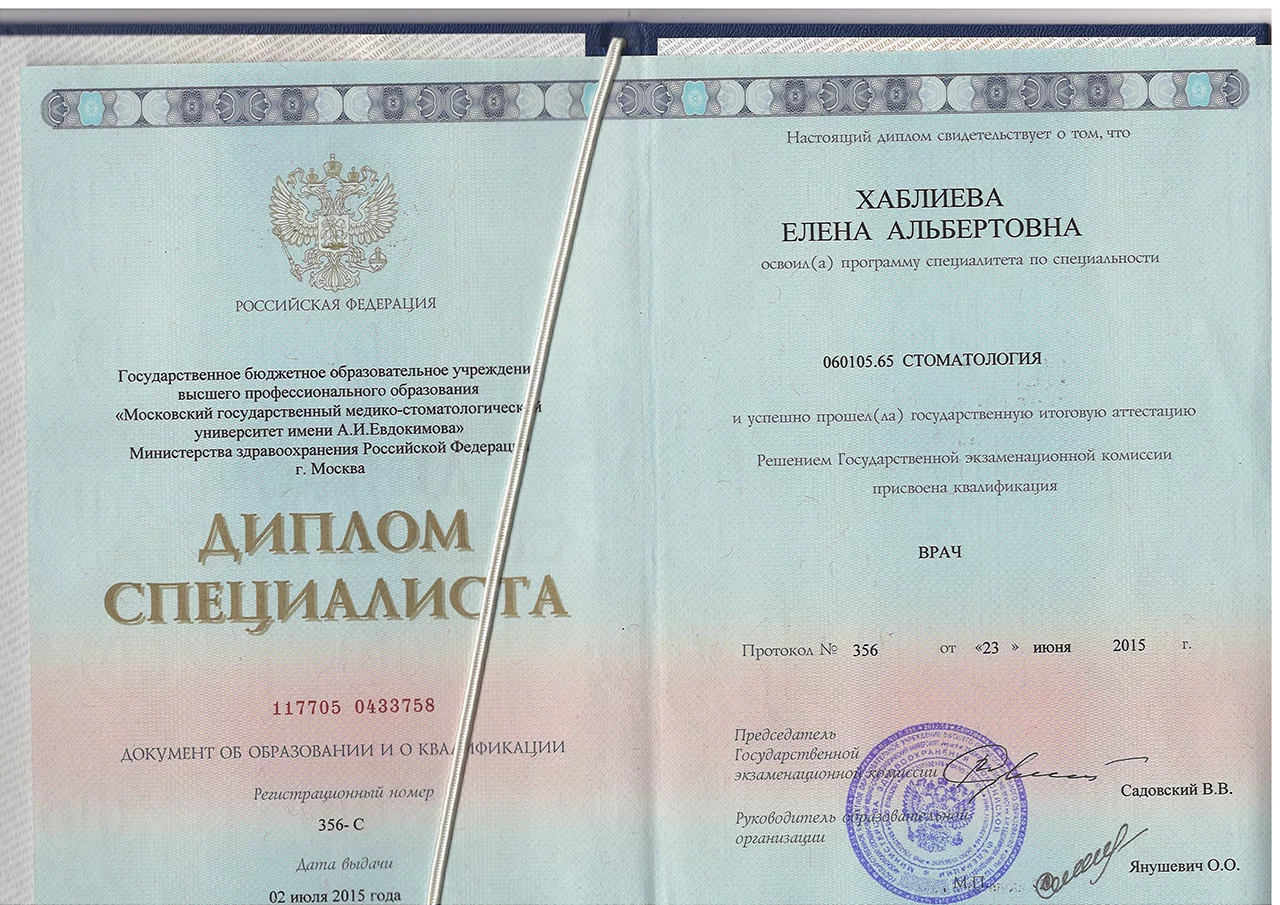 РОССИЙСКАЯ ФЕДЕРАЦИЯ
Государственное бюджетное образовательное учреждени
высшего профессионального образования
«Московский государственный медико-стоматологический
университет имени А.И.Евдокимова»
Министерства здравоохранения Российской Федерации
г. Москва
ДИПЛОМ
СПЕЦИАЛИСТА
117705 0433758
ДОКУМЕНТ ОБ ОБРАЗОВАНИИ И О КВАЛИФИКАЦИИ
Регистрационный номер
356- С
Дата выдачи
02 июля 2015 года
Настоящий диплом свидетельствует о том, что
ХАБЛИЕВА
ЕЛЕНА АЛЬБЕРТОВНА
освоил(а) программу специалитета по специальности
060105.65 СТОМАТОЛОГИЯ
и успешно прошел(ла) государственную итоговую аттестацию
Решением Государственной экзаменационной комиссии
присвоена квалификация
ВРАЧ
Протокол № 356 от «23 » июня 2015 г.
Председатель
Государственной
экзаменационной комиссии
Садовский В.В.
Руководитель образовательной
организации
Янушевич О.О.
М.П.